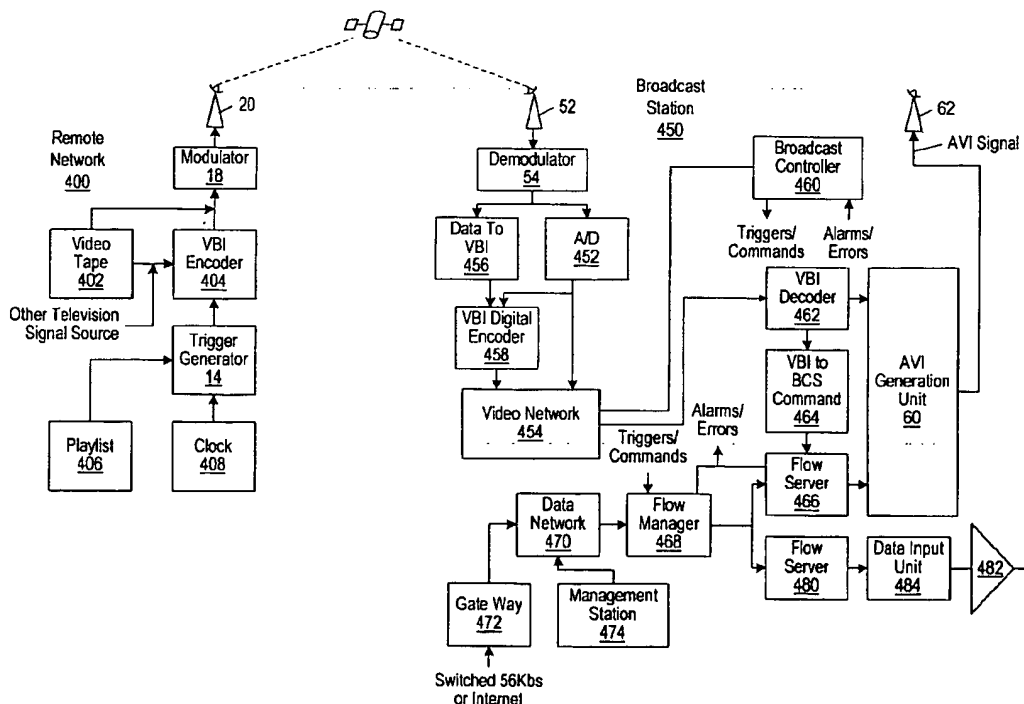 20
52
Broadcast
Station
450
62
AVI Signal
Remote
Network
400
Modulator
18
Demodulator
54
Broadcast
Controller
460
Video
Tape
402
VBI
Encoder
404
Data To
VBI
456
A/D
452
Triggers/
Commands
Alarms/
Errors
Other Television
Signal Source
VBI Digital
Encoder
458
VBI
Decoder
462
Trigger
Generator
14
VBI to
BCS
Command
464
AVI
Generation
Unit
60
Video Network
454
Alarms/
Errors
Triggers/
Commands
Playlist
406
Clock
408
Flow
Server
466
Data
Network
470
Flow
Manager
468
Flow
Server
480
Data Input
Unit
484
482
Gate Way
472
Management
Station
474
Switched 56Kbs
or Internet